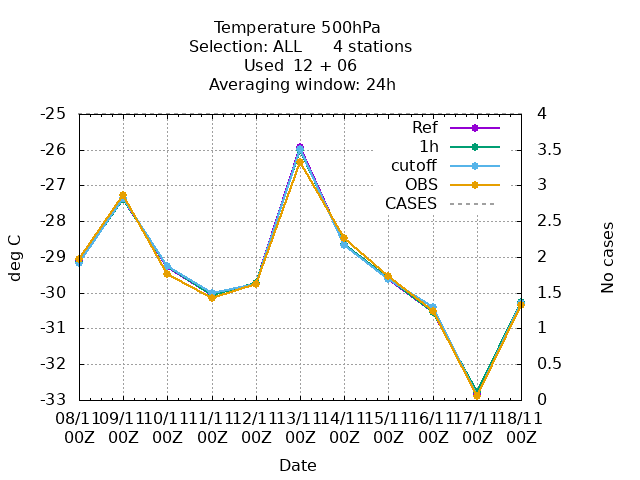 Temperature 500hPa
Selection: ALL 4 stations
Used 12 + 06
Averaging window: 24h
-25
-26
-27
-28
-29
-30
-31
-32
-33
deg C
4
3.5
3
2.5
2
1.5
1
0.5
0
No cases
Ref
1h
cutoff
OBS
CASES
08/11 09/11 10/11 11/11 12/11 13/11 14/11 15/11 16/11 17/11 18/11
00Z 00Z 00Z 00Z 00Z 00Z 00Z 00Z 00Z 00Z 00Z
Date